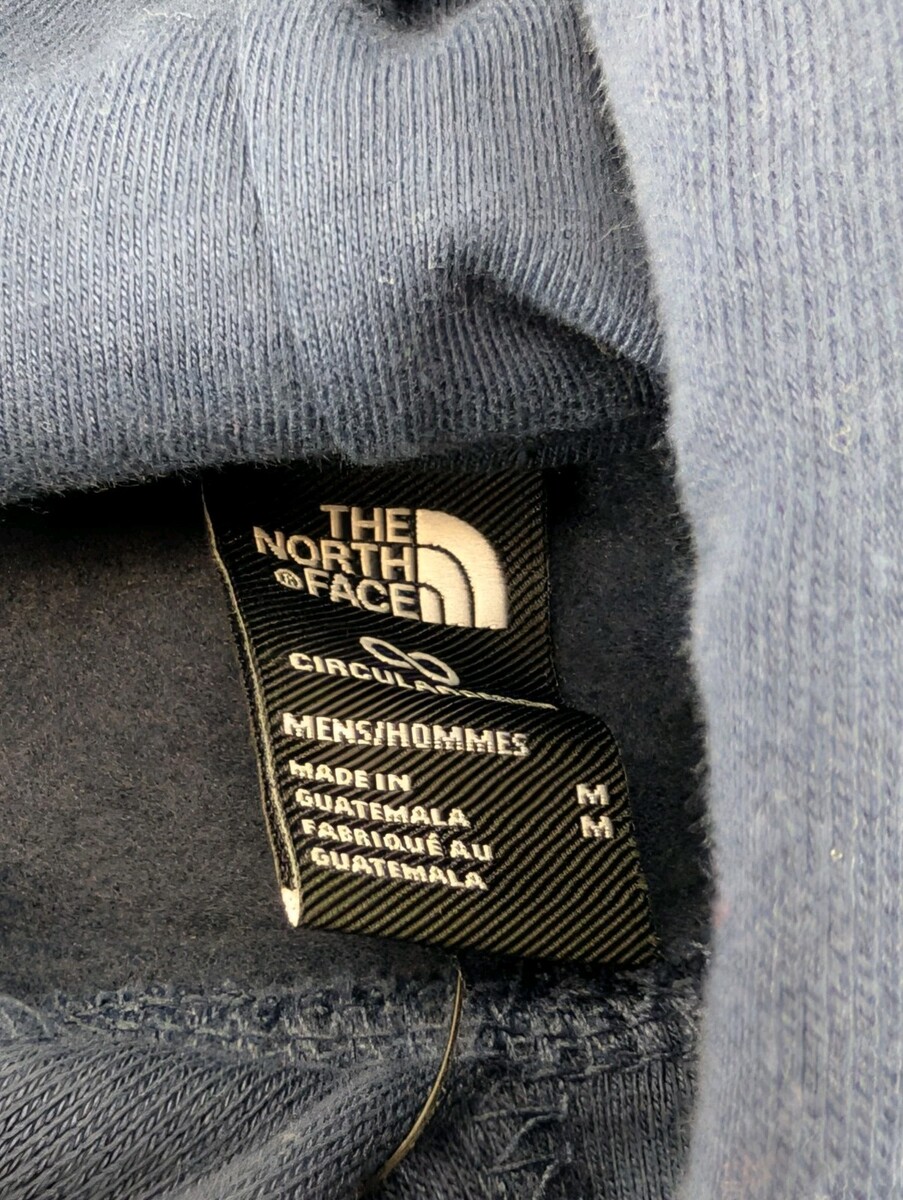 THE
NORTH
®FACE
MENS/HOMMES
MADE IN
GUATEMALA
FABRIQUÉ AU
GUATEMALA
M
M